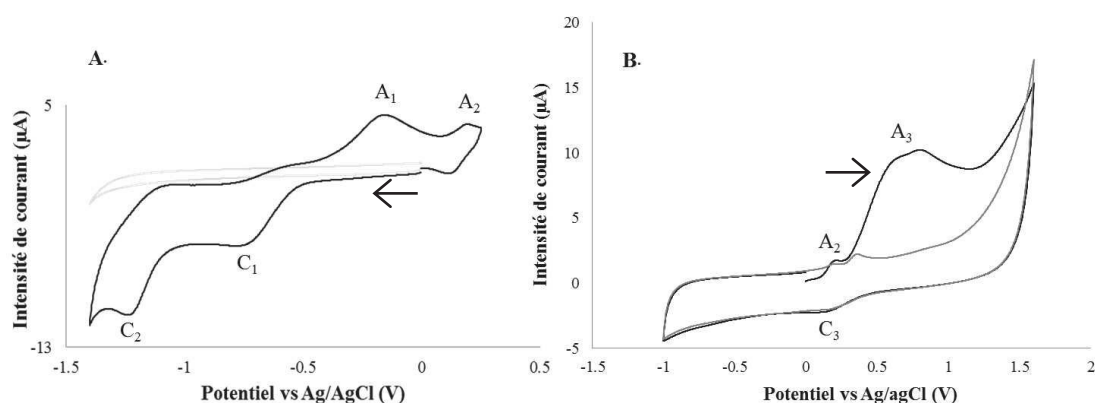 A.
5
A1
A2
Intensité de courant (µA)
C1
C2
-13
-1.5
-1
-0.5
0
0.5
Potentiel vs Ag/AgCl (V)
20
B.
15
A3
10
5
A2
0
C3
-5
Intensité de courant (µA)
-1.5
-1
-0.5
0
0.5
1
1.5
2
Potentiel vs Ag/agCl (V)